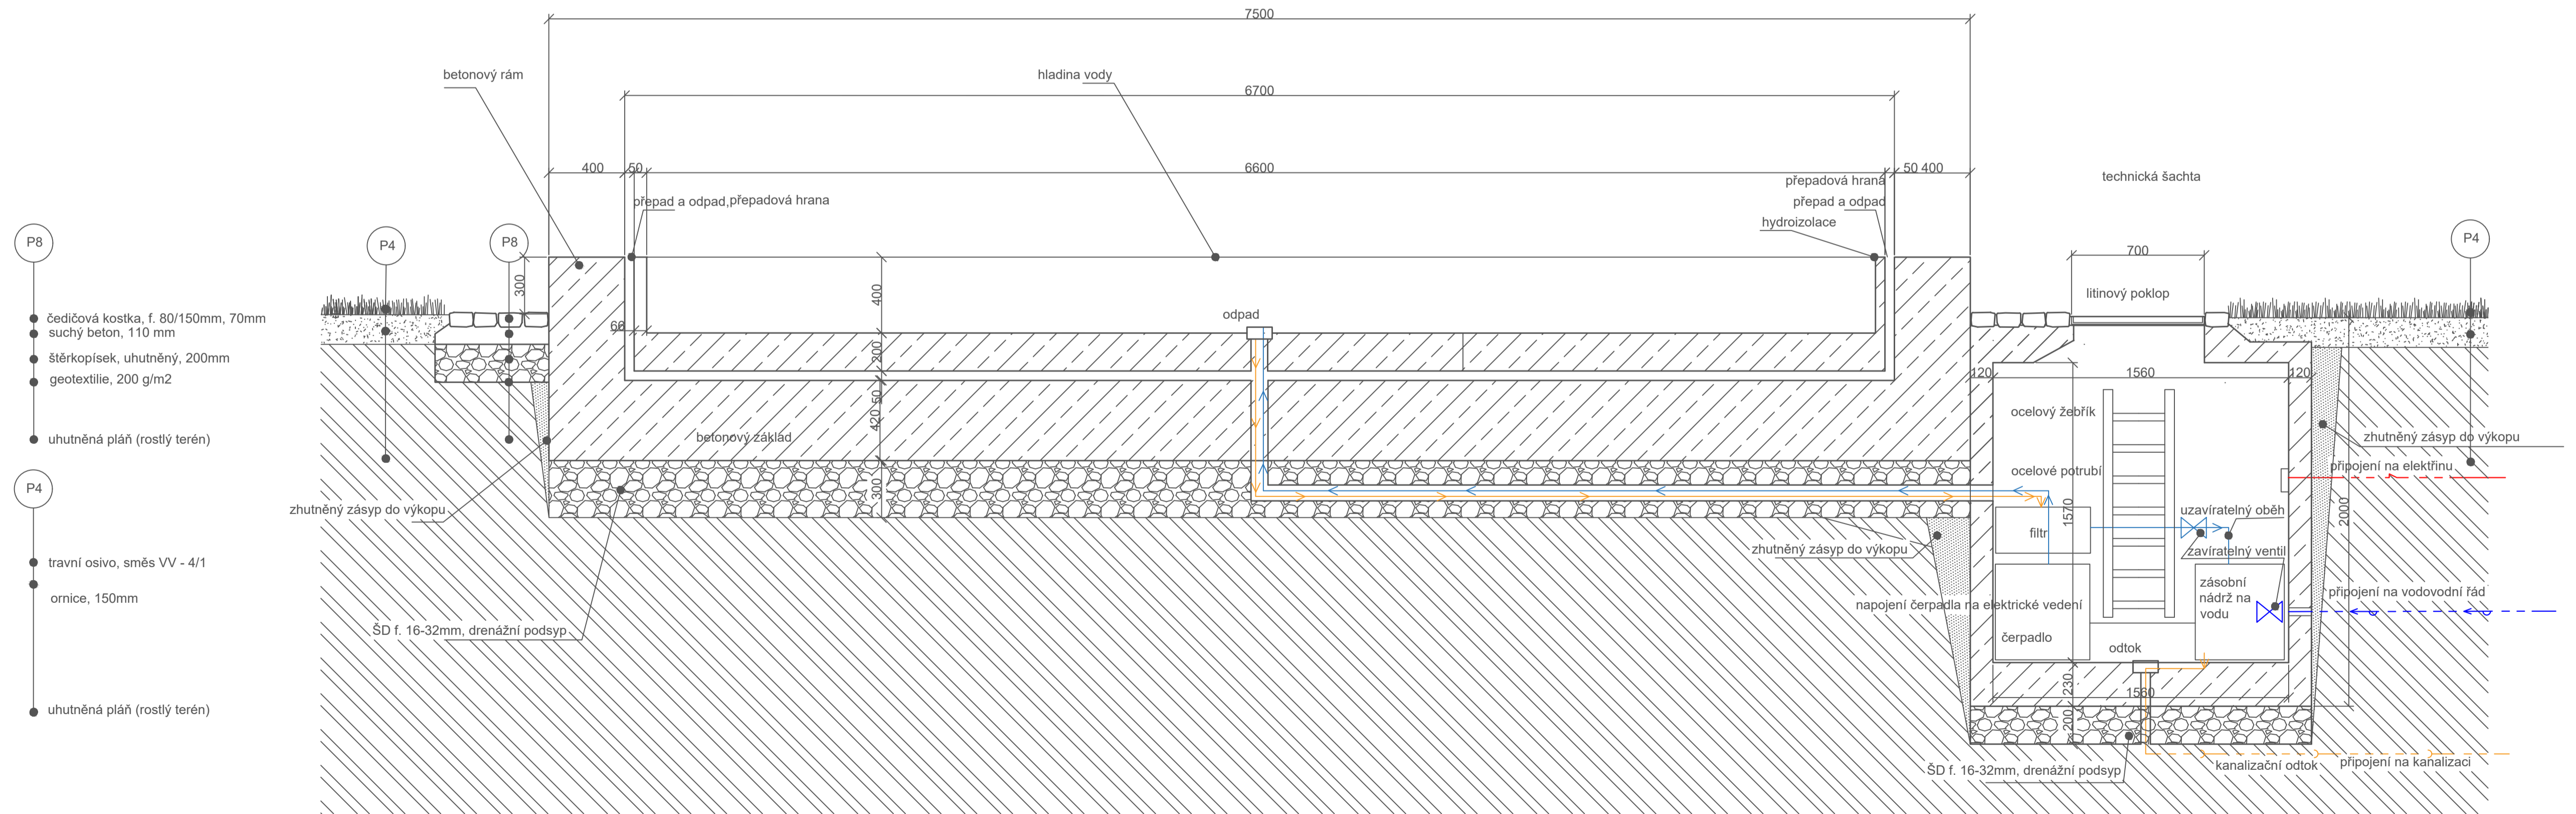 7500
betonový rám
hladina vody
6700
400
50
6600
50 400
přepad a odpad,přepadová hrana
přepadová hrana
přepad a odpad
hydroizolace
technická šachta
P8
P4
P8
P4
700
litinový poklop
300
400
66
odpad
čedičová kostka, f. 80/150mm, 70mm
suchý beton, 110 mm
štěrkopísek, uhutněný, 200mm
geotextilie, 200 g/m2
uhutněná pláň (rostlý terén)
200
50
420
betonový základ
300
120
1560
120
ocelový žebřík
zhutněný zásyp do výkopu
ocelové potrubí
připojení na elektřinu
P4
zhutněný zásyp do výkopu
1570
2000
uzavíratelný oběh
filtr
zavíratelný ventil
zhutněný zásyp do výkopu
travní osivo, směs VV - 4/1
ornice, 150mm
zásobní
nádrž na
vodu
připojení na vodovodní řád
napojení čerpadla na elektrické vedení
ŠD f. 16-32mm, drenážní podsyp
čerpadlo
odtok
230
1560
200
uhutněná pláň (rostlý terén)
ŠD f. 16-32mm, drenážní podsyp
kanalizační odtok
připojení na kanalizaci